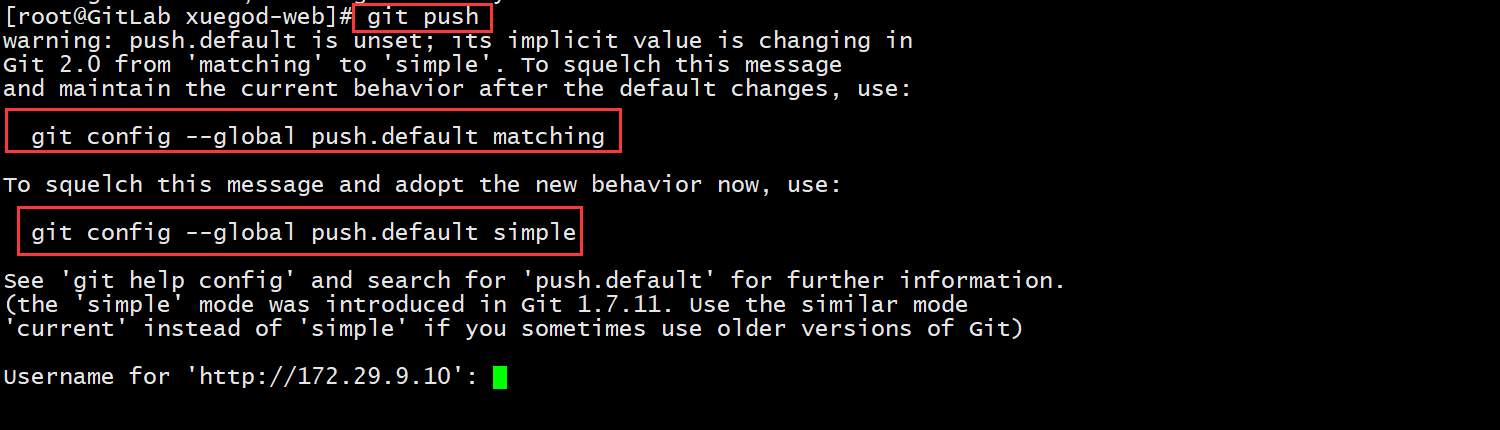 [root@GitLab xuegod-web]# git push
warning: push.default is unset; its implicit value is changing in
Git 2.0 from 'matching' to 'simple'. To squelch this message
and maintain the current behavior after the default changes, use:
git config --global push.default matching
To squelch this message and adopt the new behavior now, use:
git config --global push.default simple
See 'git help config' and search for 'push.default' for further information.
(the 'simple' mode was introduced in Git 1.7.11. Use the similar mode
'current' instead of 'simple' if you sometimes use older versions of Git)
Username for 'http://172.29.9.10':